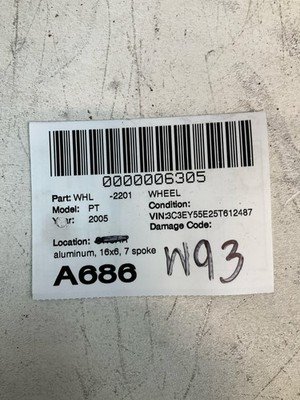 0000006305
Part: WHL -2201 WHEEL
Model: PT Condition:
Year: 2005 VIN:3C3EY55E25T612487
Damage Code:
Location:
aluminum, 16x6, 7 spoke
A686 W93